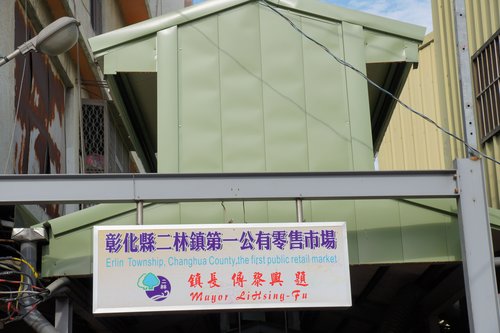 彰化縣二林鎮第一公有零售市場
Erlin Township, Changhua County,the first public retail market
鎮長 傅黎興 題
Mayor LiHsing-Fu